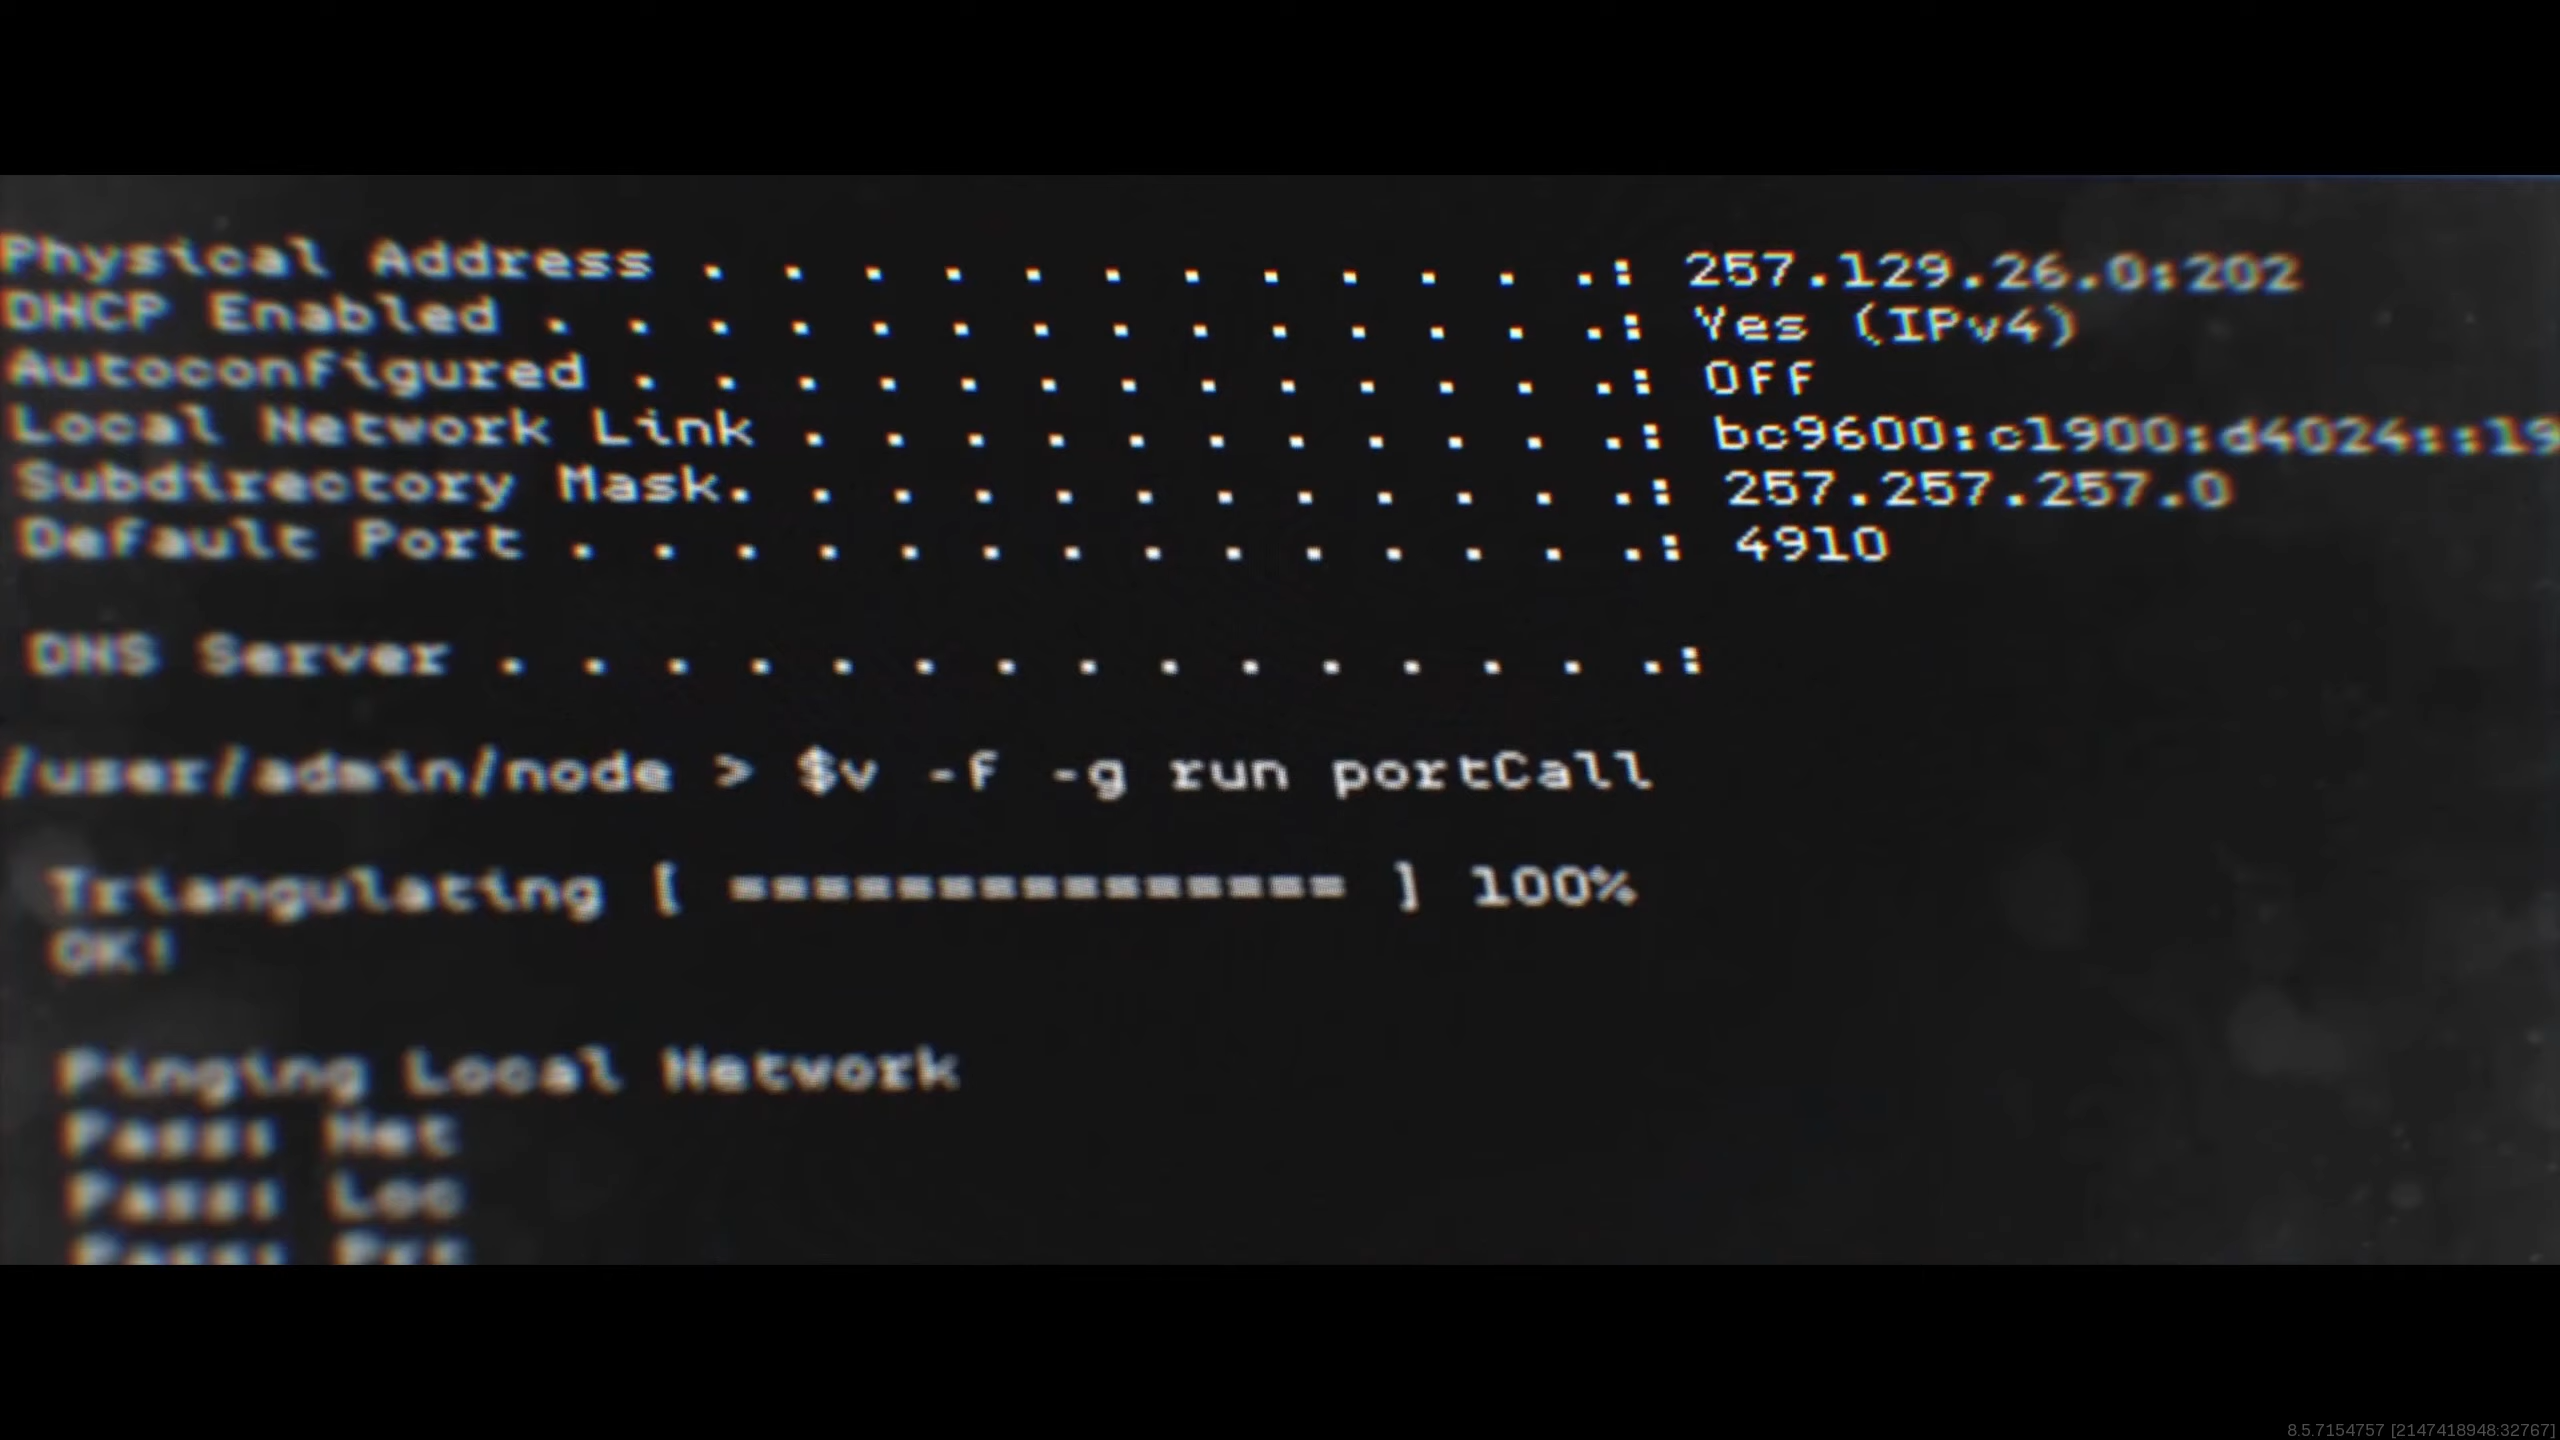 Physical Address . . . . . . . . . . . .: 257.129.26.0:202
DHCP Enabled . . . . . . . . . . . . . .: Yes (IPv4)
Autoconfigured . . . . . . . . . . . . .: Off
Local Network Link . . . . . . . . . . .: bc9600:c1900:d4024::19
Subdirectory Mask. . . . . . . . . . . .: 257.257.257.0
Default Port . . . . . . . . . . . . . .: 4910
DNS Server . . . . . . . . . . . . . . .:
/user/admin/node > $v -f -g run portCall
Triangulating [ =============== ] 100%
OK!
Pinging Local Network
Pass: Net
Pass: Loc
Pass: Prr
8.5.7154757 [2147418948:32767]